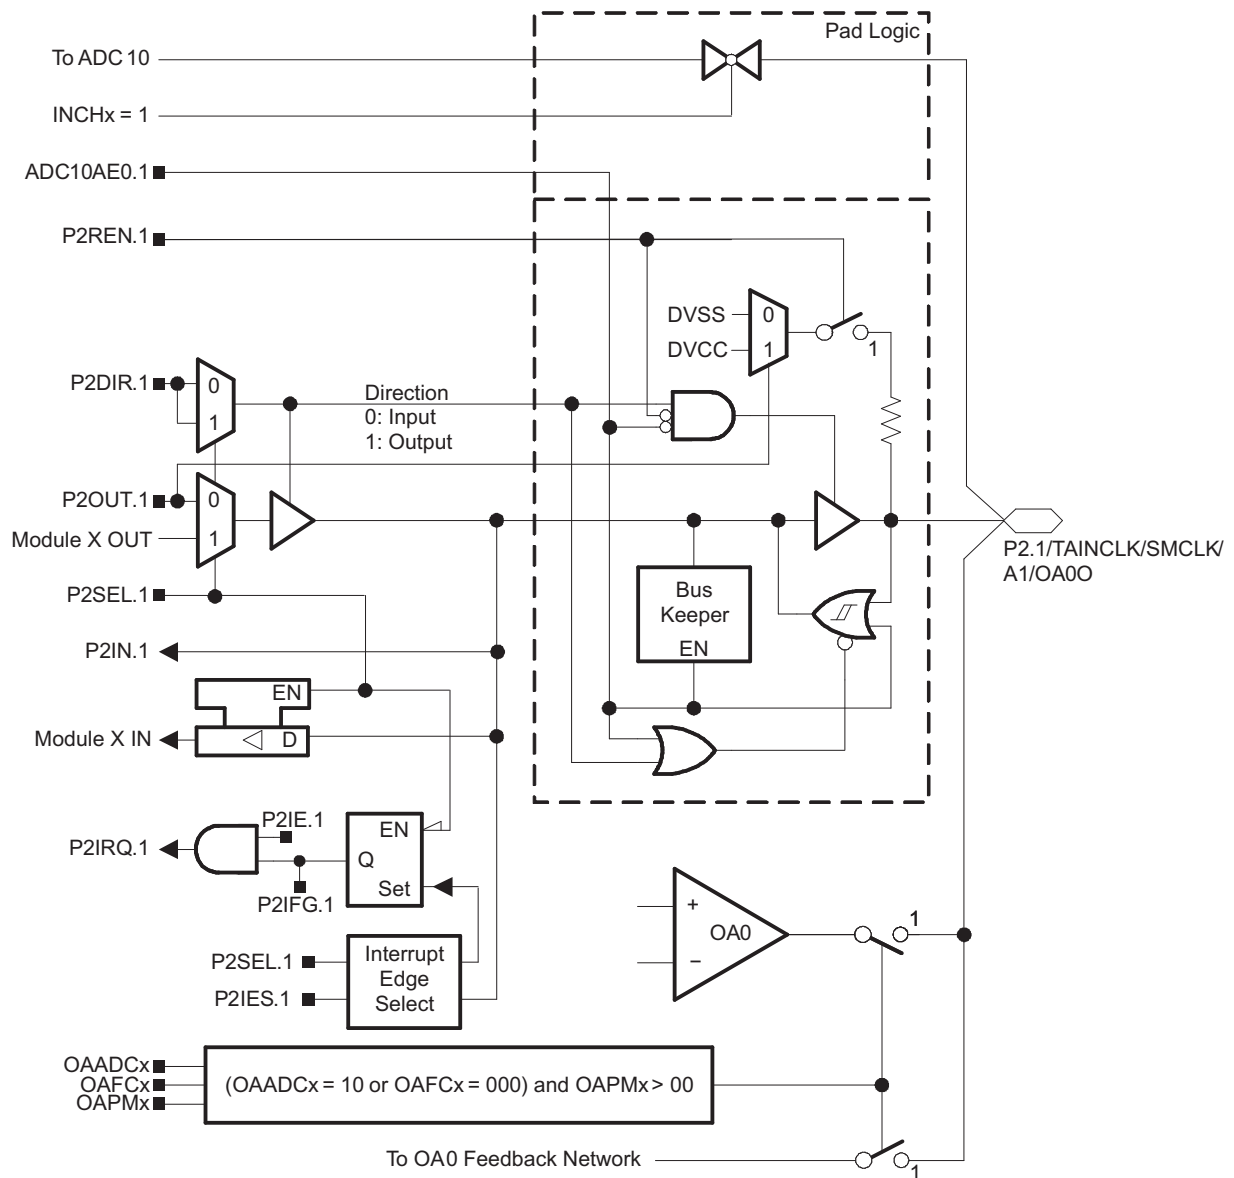 Pad Logic
To ADC 10
INCHx = 1
ADC10AE0.1
P2REN.1
DVSS
0
DVCC
1
1
P2DIR.1
0
1
Direction
0: Input
1: Output
P2OUT.1
0
Module X OUT
1
P2SEL.1
P2.1/TAINCLK/SMCLK/
A1/OA0O
Bus
Keeper
EN
P2IN.1
EN
Module X IN
D
P2IE.1
EN
P2IRQ.1
Q
Set
P2IFG.1
P2SEL.1
P2IES.1
Interrupt
Edge
Select
+
OA0
−
1
OAADCx
OAFCx
OAPMx
(OAADCx = 10 or OAFCx = 000) and OAPMx > 00
To OA0 Feedback Network
1